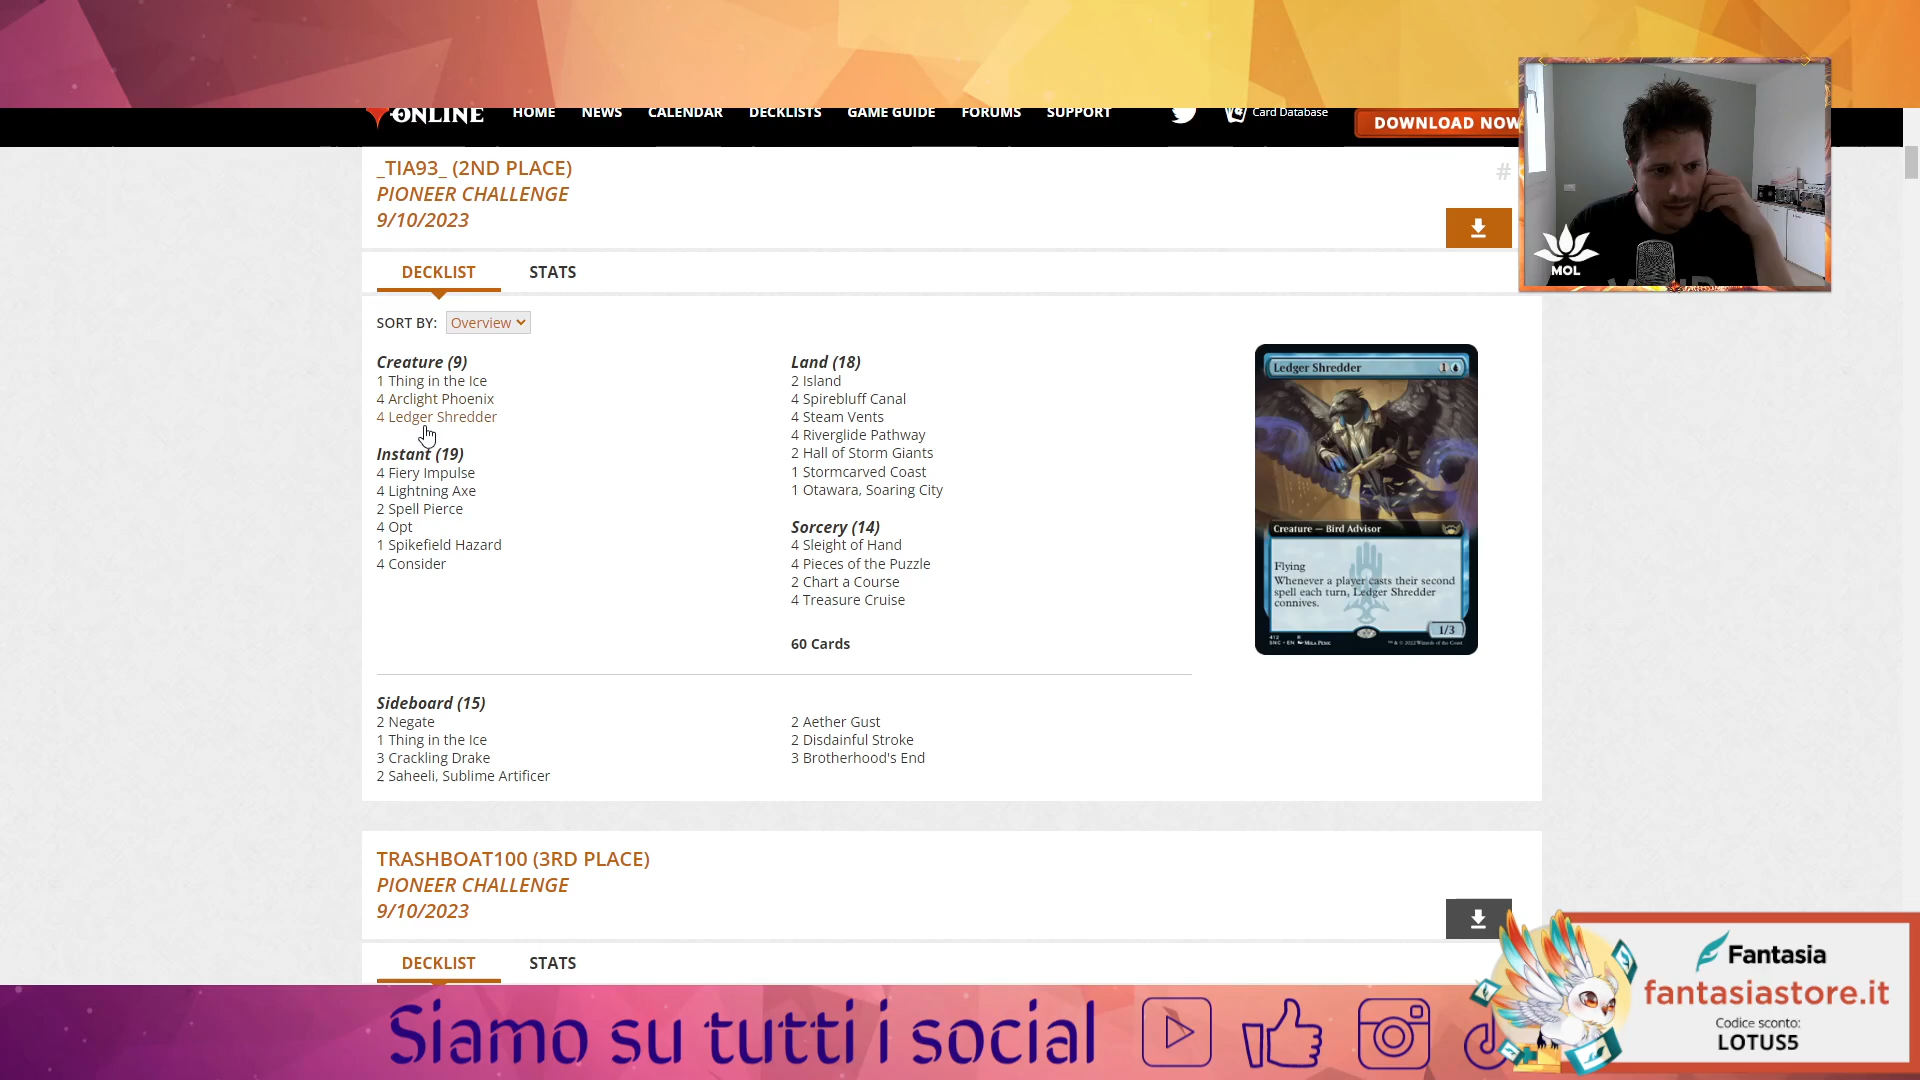 ONLINE
HOME NEWS CALENDAR DECKLISTS GAME GUIDE FORUMS SUPPORT Card Database DOWNLOAD NOW
_TIA93_ (2ND PLACE)
PIONEER CHALLENGE
9/10/2023
#
DECKLIST STATS
SORT BY: Overview
Creature (9)
1 Thing in the Ice
4 Arclight Phoenix
4 Ledger Shredder
Instant (19)
4 Fiery Impulse
4 Lightning Axe
2 Spell Pierce
4 Opt
1 Spikefield Hazard
4 Consider
Land (18)
2 Island
4 Spirebluff Canal
4 Steam Vents
4 Riverglide Pathway
2 Hall of Storm Giants
1 Stormcarved Coast
1 Otawara, Soaring City
Sorcery (14)
4 Sleight of Hand
4 Pieces of the Puzzle
2 Chart a Course
4 Treasure Cruise
60 Cards
Ledger Shredder 1
Creature — Bird Advisor
Flying
Whenever a player casts their second
spell each turn, Ledger Shredder
connives.
1/3
MOL
Sideboard (15)
2 Negate
1 Thing in the Ice
3 Crackling Drake
2 Saheeli, Sublime Artificer
2 Aether Gust
2 Disdainful Stroke
3 Brotherhood's End
TRASHBOAT100 (3RD PLACE)
PIONEER CHALLENGE
9/10/2023
DECKLIST STATS
Siamo su tutti i social
Fantasia
fantasiastore.it
Codice sconto:
LOTUS5